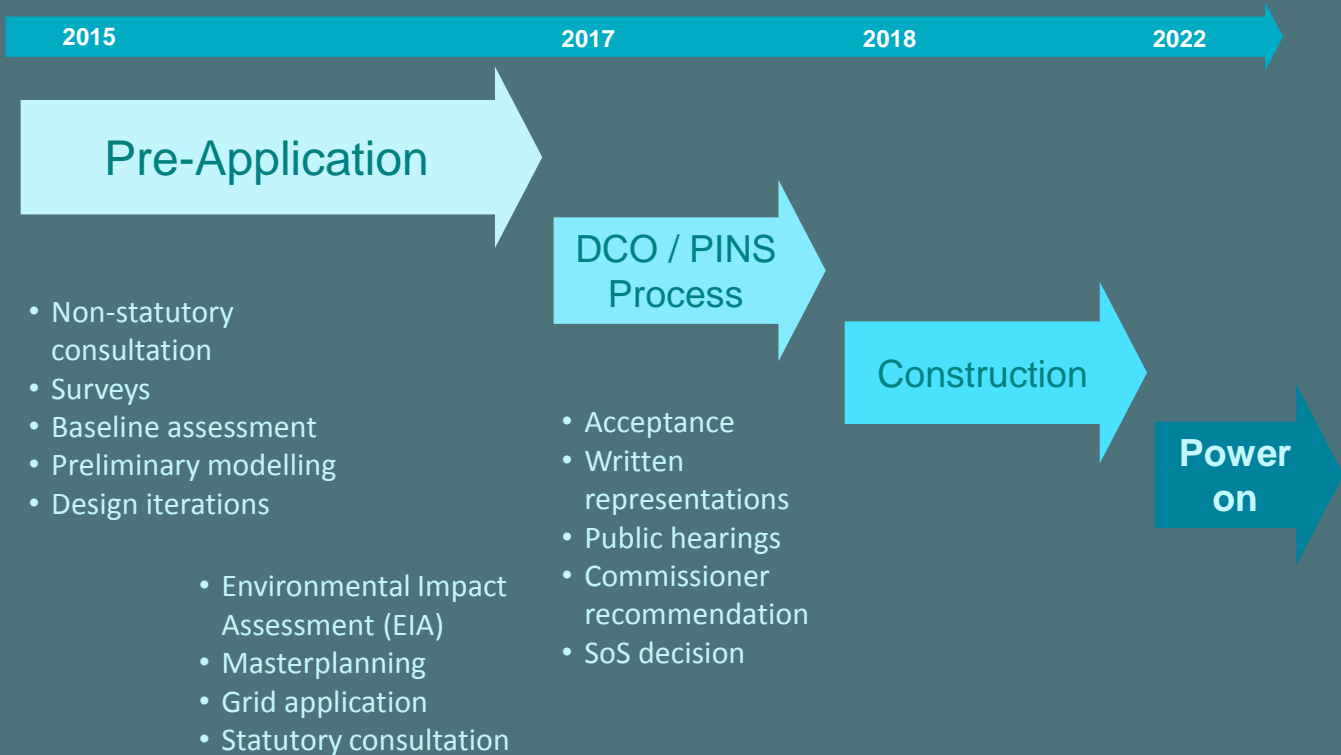 2015 2017 2018 2022
Pre-Application
DCO / PINS
Process
Construction
Power
on
• Non-statutory
consultation
• Surveys
• Baseline assessment
• Preliminary modelling
• Design iterations
• Environmental Impact
Assessment (EIA)
• Masterplanning
• Grid application
• Statutory consultation
• Acceptance
• Written
representations
• Public hearings
• Commissioner
recommendation
• SoS decision